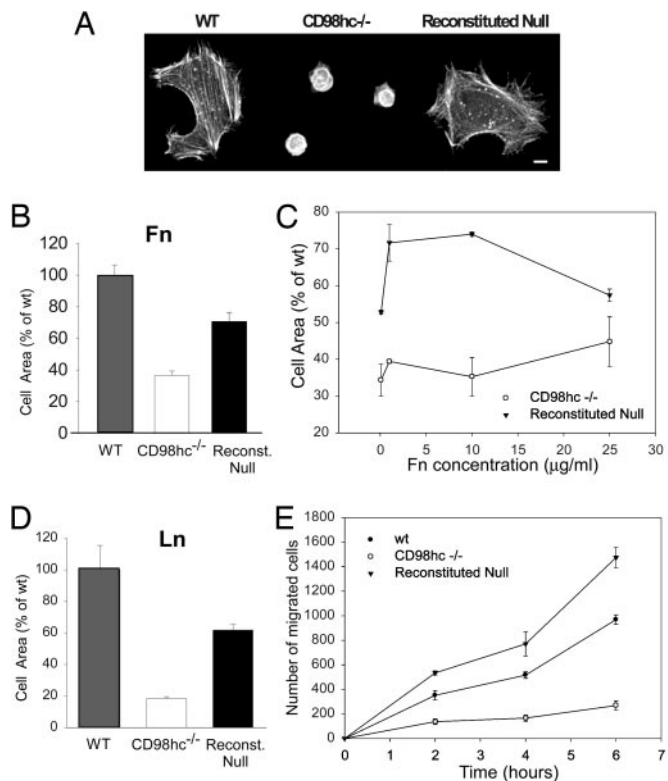 A
WT
CD98hc-/-
Reconstituted Null
B
Fn
Cell Area (% of wt)
120
100
80
60
40
20
0
WT
CD98hc-/-
Reconst.
Null
C
Cell Area (% of wt)
80
70
60
50
40
30
20
CD98hc -/-
Reconstituted Null
0
10
20
30
Fn concentration (µg/ml)
D
Ln
Cell Area (% of wt)
120
100
80
60
40
20
0
WT
CD98hc-/-
Reconst.
Null
E
Number of migrated cells
1800
1600
1400
1200
1000
800
600
400
200
0
wt
CD98hc -/-
Reconstituted Null
0
1
2
3
4
5
6
7
Time (hours)